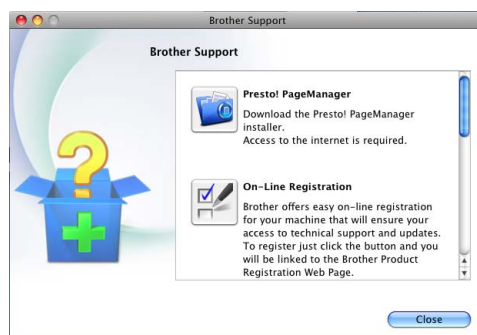 Brother Support
Brother Support
Presto! PageManager
Download the Presto! PageManager
installer.
Access to the internet is required.
On-Line Registration
Brother offers easy on-line registration
for your machine that will ensure your
access to technical support and updates.
To register just click the button and you
will be linked to the Brother Product
Registration Web Page.
Close